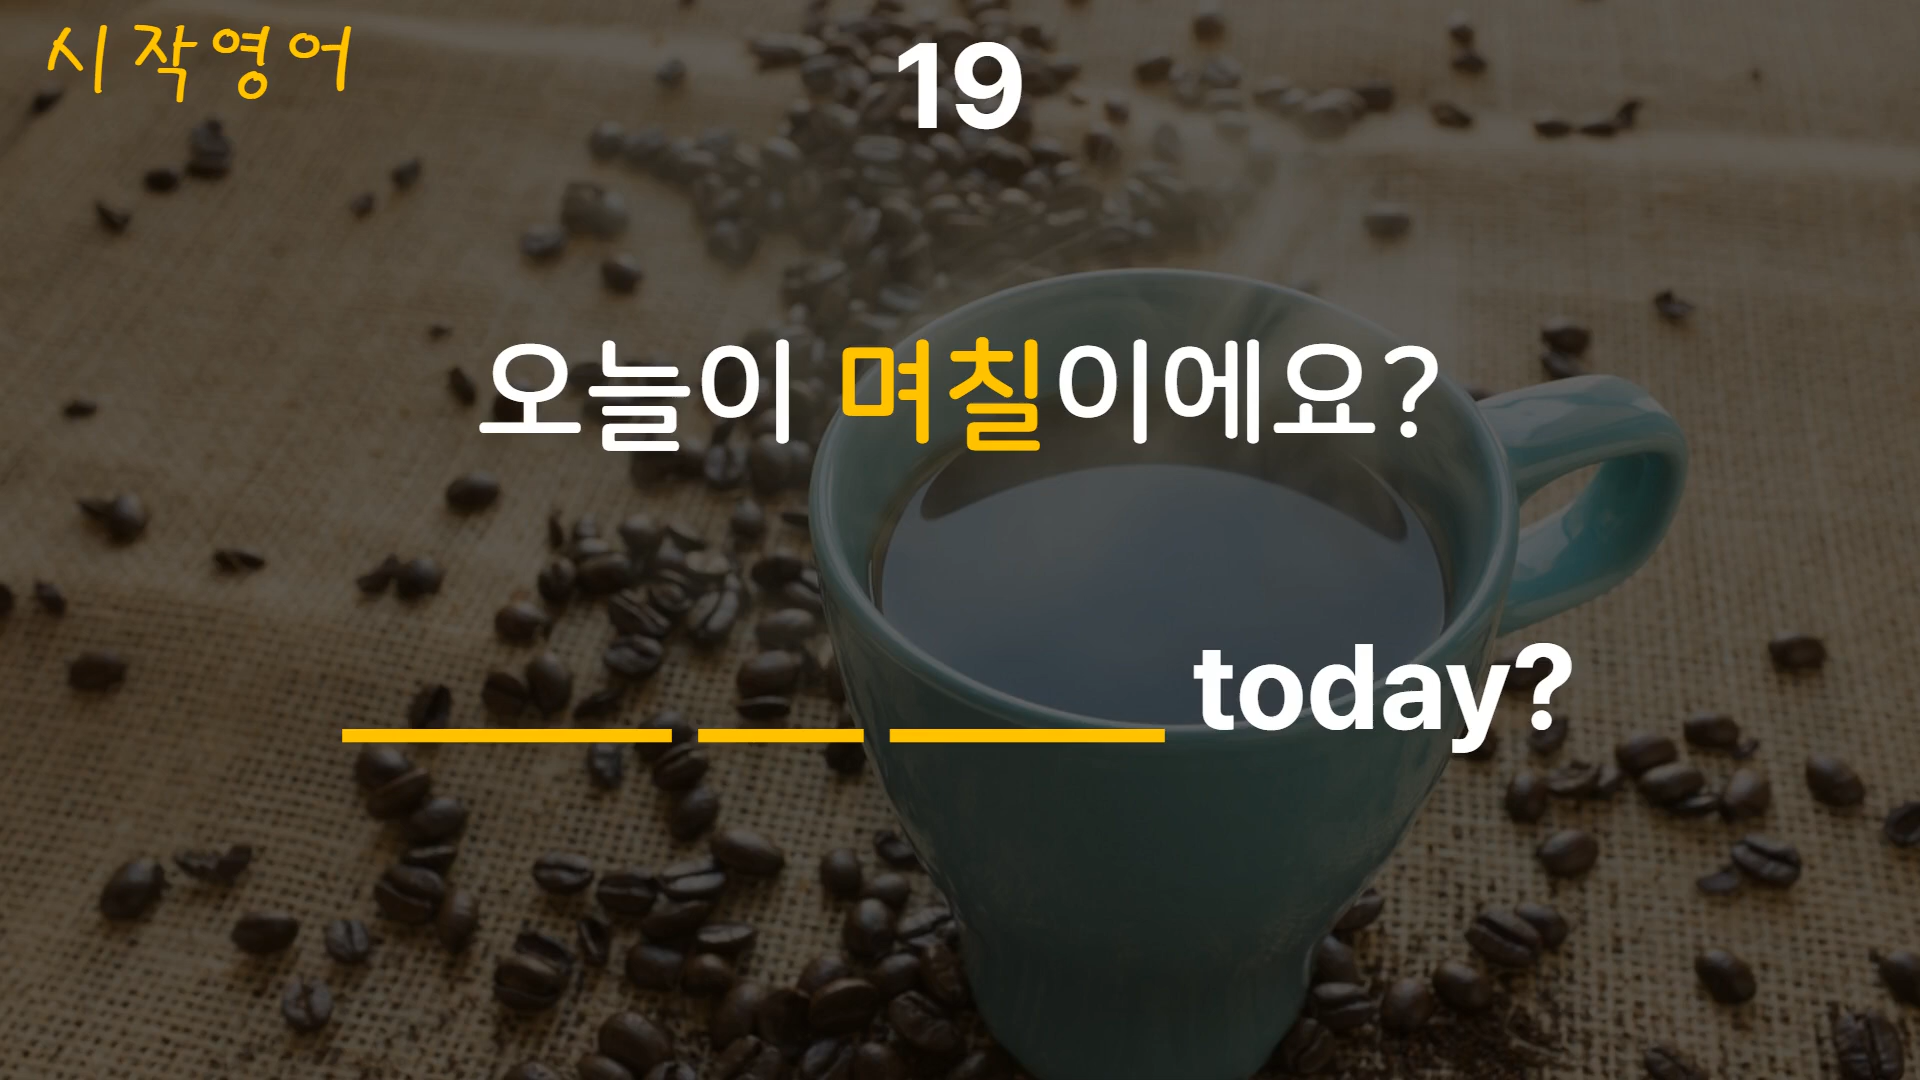 시작영어
19
오늘이 며칠이에요?
___ ___ ___ today?